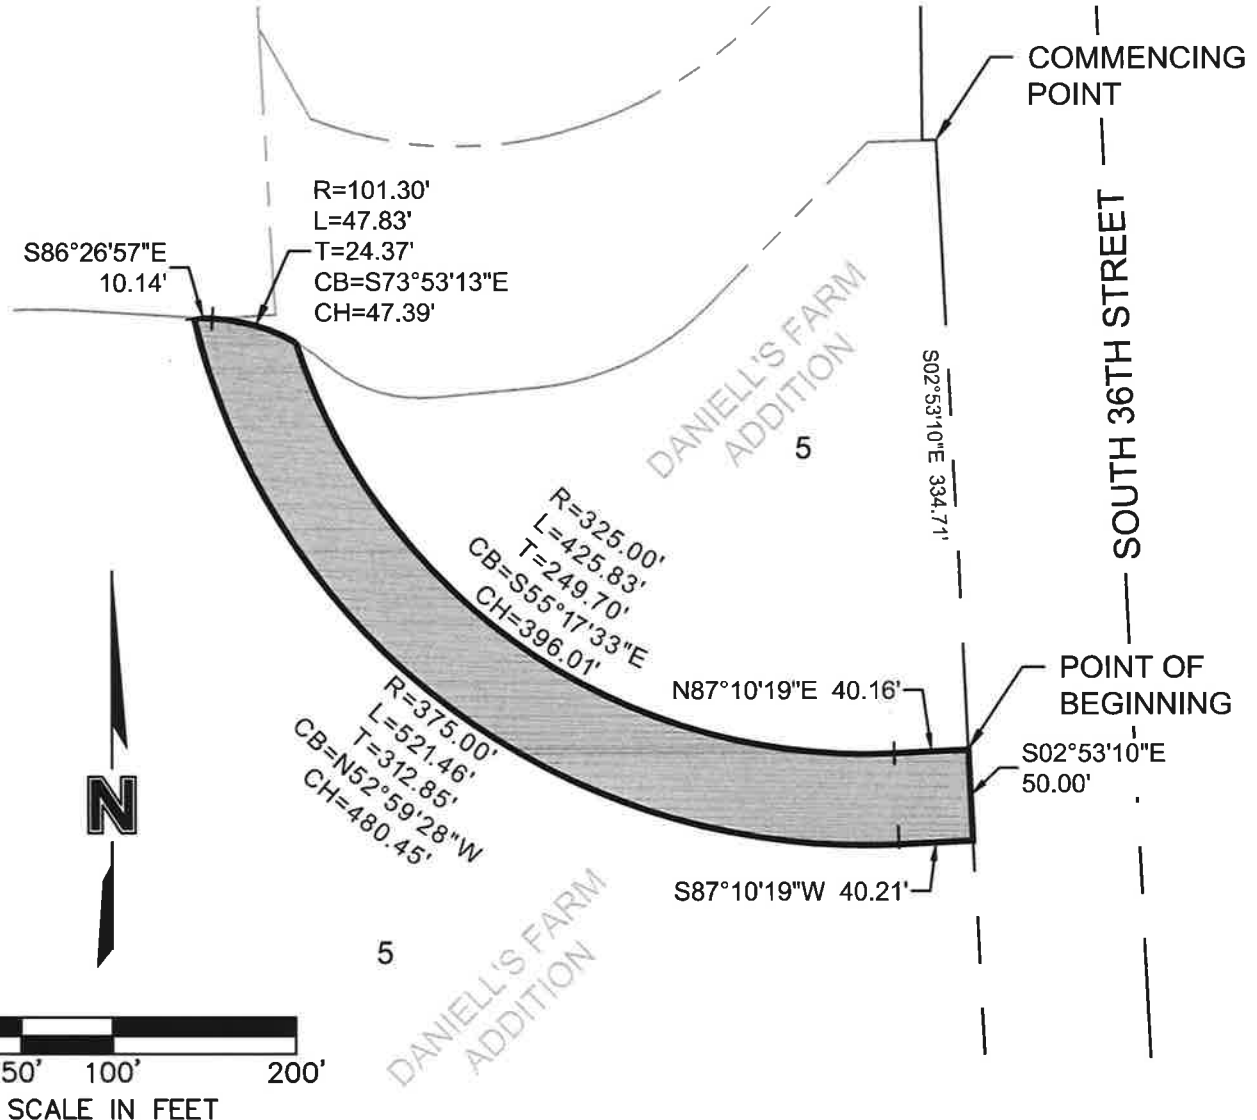 COMMENCING
POINT
R=101.30'
L=47.83'
T=24.37'
CB=S73°53'13"E
CH=47.39'
S86°26'57"E
10.14'
DANIELL'S FARM
ADDITION
5
S02°53'10"E 334.71'
SOUTH 36TH STREET
R=325.00'
L=425.83'
T=249.70'
CB=S55°17'33"E
CH=396.01'
N87°10'19"E 40.16'
POINT OF
BEGINNING
S02°53'10"E
50.00'
R=375.00'
L=521.46'
T=312.85'
CB=N52°59'28"W
CH=480.45'
N
S87°10'19"W 40.21'
5
DANIELL'S FARM
ADDITION
50' 100' 200'
SCALE IN FEET